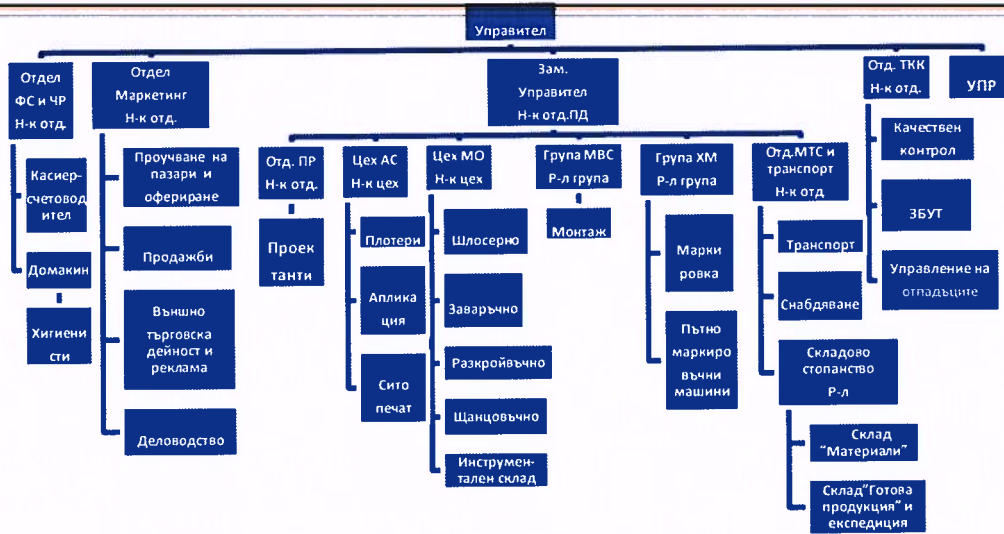 Управител
Отдел
ФС и ЧР
Н-к отд.
Касиер-
счетовод
ител
Домакин
Хигиени
сти
Отдел
Маркетинг
Н-к отд.
Проучване на
пазари и
офериране
Продажби
Външно
търговска
дейност и
реклама
Деловодство
Зам.
Управител
Н-к отд.ПД
Отд. ПР
Н-к отд.
Проек
танти
Цех АС
Н-к цех
Плотери
Аплика
ция
Сито
печат
Цех МО
Н-к цех
Шлосерно
Заваръчно
Разкройвъчно
Щанцовъчно
Инструмен-
тален склад
Група МВС
Р-л група
Монтаж
Група ХМ
Р-л група
Марки
ровка
Пътно
маркиро
въчни
машини
Отд.МТС и
транспорт
Н-к отд
Транспорт
Снабдяване
Складово
стопанство
Р-л
Склад
"Материали"
Склад"Готова
продукция" и
експедиция
Отд. ТКК
Н-к отд.
Качествен
контрол
ЗБУТ
Управление на
отпадъците
УПР